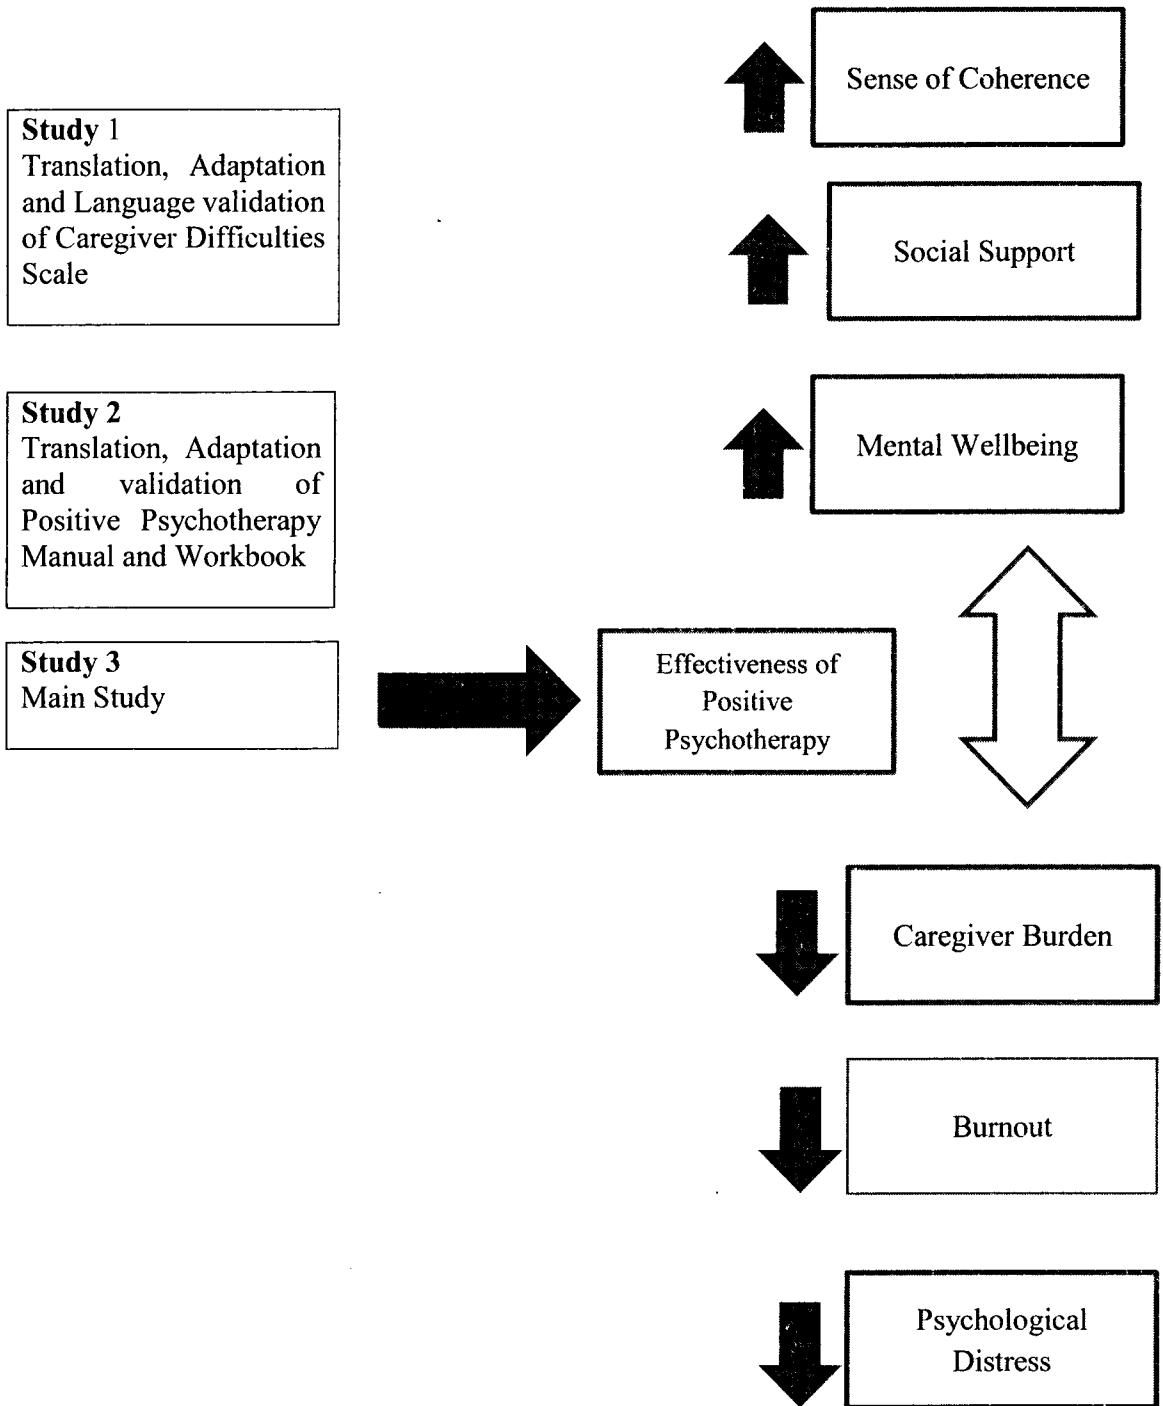 Sense of Coherence
Study 1
Translation, Adaptation
and Language validation
of Caregiver Difficulties
Scale
Social Support
Study 2
Translation, Adaptation
and validation of
Positive Psychotherapy
Manual and Workbook
Mental Wellbeing
Study 3
Main Study
Effectiveness of
Positive
Psychotherapy
Caregiver Burden
Burnout
Psychological
Distress